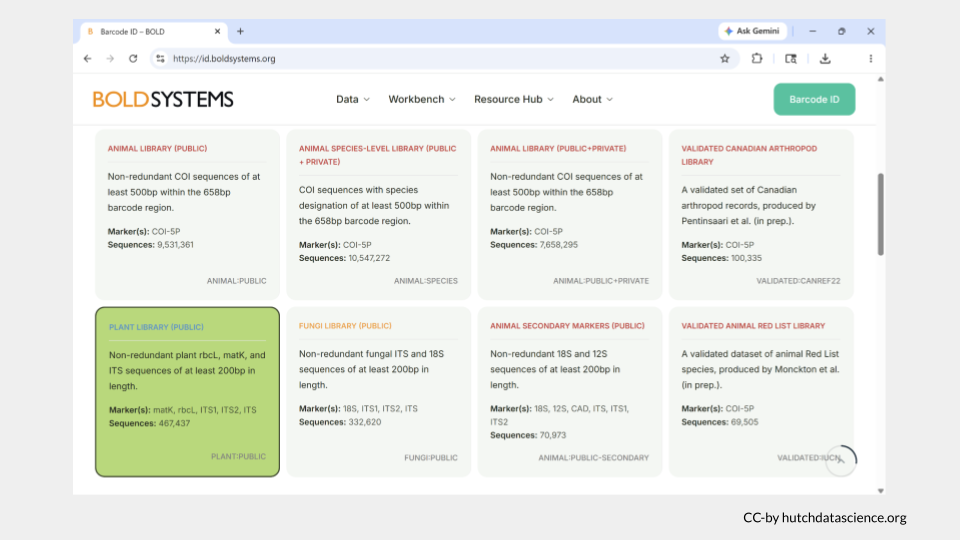 Barcode ID – BOLD
Ask Gemini
https://id.boldsystems.org
BOLDSYSTEMS
Data
Workbench
Resource Hub
About
Barcode ID
ANIMAL LIBRARY (PUBLIC)
Non-redundant COI sequences of at
least 500bp within the 658bp
barcode region.
Marker(s): COI-5P
Sequences: 9,531,361
ANIMAL:PUBLIC
ANIMAL SPECIES-LEVEL LIBRARY (PUBLIC
+ PRIVATE)
COI sequences with species
designation of at least 500bp within
the 658bp barcode region.
Marker(s): COI-5P
Sequences: 10,547,272
ANIMAL:SPECIES
ANIMAL LIBRARY (PUBLIC+PRIVATE)
Non-redundant COI sequences of at
least 500bp within the 658bp
barcode region.
Marker(s): COI-5P
Sequences: 7,658,295
ANIMAL:PUBLIC+PRIVATE
VALIDATED CANADIAN ARTHROPOD
LIBRARY
A validated set of Canadian
arthropod records, produced by
Pentinsaari et al. (in prep.).
Marker(s): COI-5P
Sequences: 100,335
VALIDATED:CANREF22
PLANT LIBRARY (PUBLIC)
Non-redundant plant rbcL, matK, and
ITS sequences of at least 200bp in
length.
Marker(s): matK, rbcL, ITS1, ITS2, ITS
Sequences: 467,437
PLANT:PUBLIC
FUNGI LIBRARY (PUBLIC)
Non-redundant fungal ITS and 18S
sequences of at least 200bp in
length.
Marker(s): 18S, ITS1, ITS2, ITS
Sequences: 332,620
FUNGI:PUBLIC
ANIMAL SECONDARY MARKERS (PUBLIC)
Non-redundant 18S and 12S
sequences of at least 200bp in
length.
Marker(s): 18S, 12S, CAD, ITS, ITS1,
ITS2
Sequences: 70,973
ANIMAL:PUBLIC-SECONDARY
VALIDATED ANIMAL RED LIST LIBRARY
A validated dataset of animal Red List
species, produced by Monckton et al.
(in prep.).
Marker(s): COI-5P
Sequences: 69,505
VALIDATED:IUCN
CC-by hutchdatascience.org